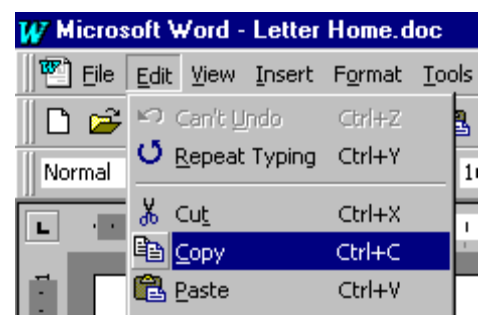 Microsoft Word - Letter Home.doc
File Edit View Insert Format Tools
Can't Undo Ctrl+Z
Repeat Typing Ctrl+Y
Normal
Cut Ctrl+X
Copy Ctrl+C
Paste Ctrl+V